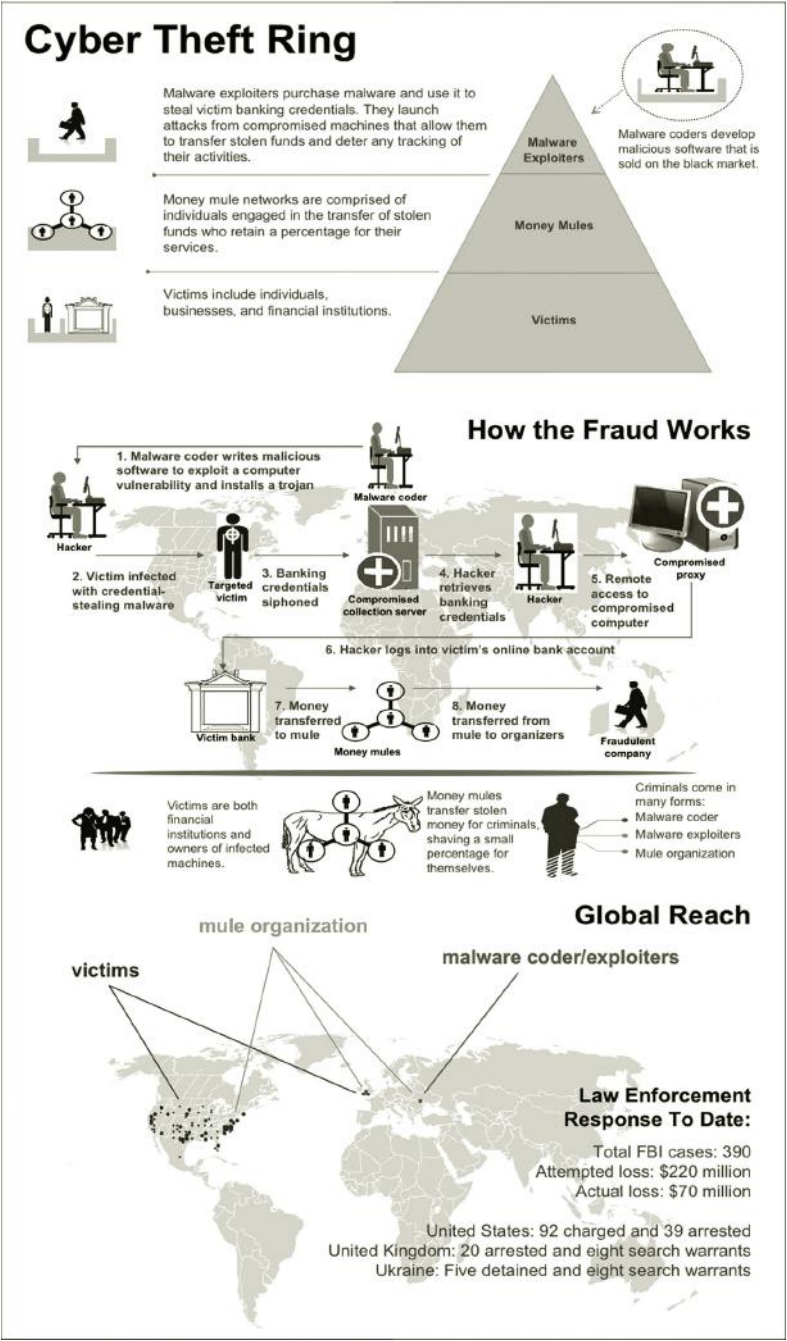 Cyber Theft Ring
Malware exploiters purchase malware and use it to
steal victim banking credentials. They launch
attacks from compromised machines that allow them
to transfer stolen funds and deter any tracking of
their activities.
Malware
Exploiters
Malware coders develop
malicious software that is
sold on the black market.
Money mule networks are comprised of
individuals engaged in the transfer of stolen
funds who retain a percentage for their
services.
Money Mules
Victims include individuals,
businesses, and financial institutions.
Victims
How the Fraud Works
1. Malware coder writes malicious
software to exploit a computer
vulnerability and installs a trojan
Malware coder
Hacker
2. Victim infected
with credential-
stealing malware
Targeted
victim
3. Banking
credentials
siphoned
Compromised
collection server
4. Hacker
retrieves
banking
credentials
Hacker
5. Remote
access to
compromised
computer
Compromised
proxy
6. Hacker logs into victim's online bank account
Victim bank
7. Money
transferred
to mule
Money mules
8. Money
transferred from
mule to organizers
Fraudulent
company
Victims are both
financial
institutions and
owners of infected
machines.
Money mules
transfer stolen
money for criminals,
shaving a small
percentage for
themselves.
Criminals come in
many forms:
Malware coder
Malware exploiters
Mule organization
Global Reach
mule organization
malware coder/exploiters
victims
Law Enforcement
Response To Date:
Total FBI cases: 390
Attempted loss: $220 million
Actual loss: $70 million
United States: 92 charged and 39 arrested
United Kingdom: 20 arrested and eight search warrants
Ukraine: Five detained and eight search warrants